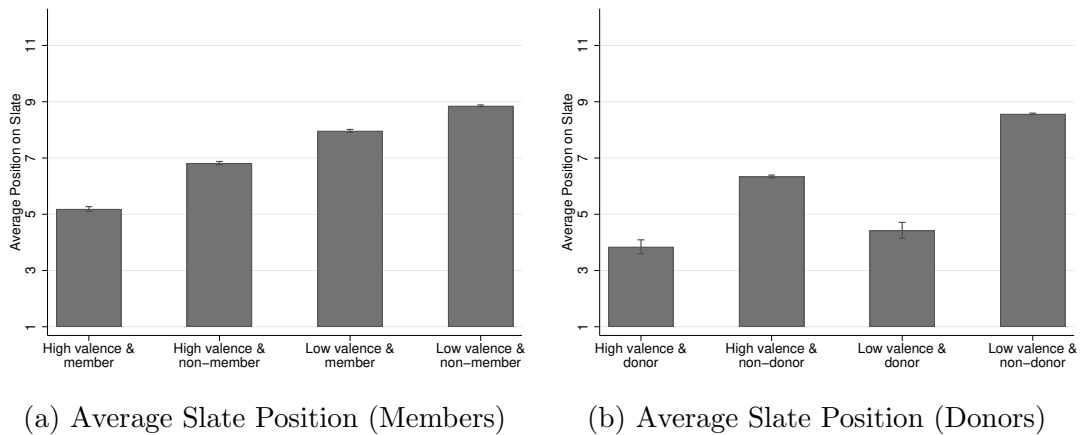 Average Position on Slate
11
9
7
5
3
1
High valence &
member
High valence &
non-member
Low valence &
member
Low valence &
non-member
(a) Average Slate Position (Members)
Average Position on Slate
11
9
7
5
3
1
High valence &
donor
High valence &
non-donor
Low valence &
donor
Low valence &
non-donor
(b) Average Slate Position (Donors)